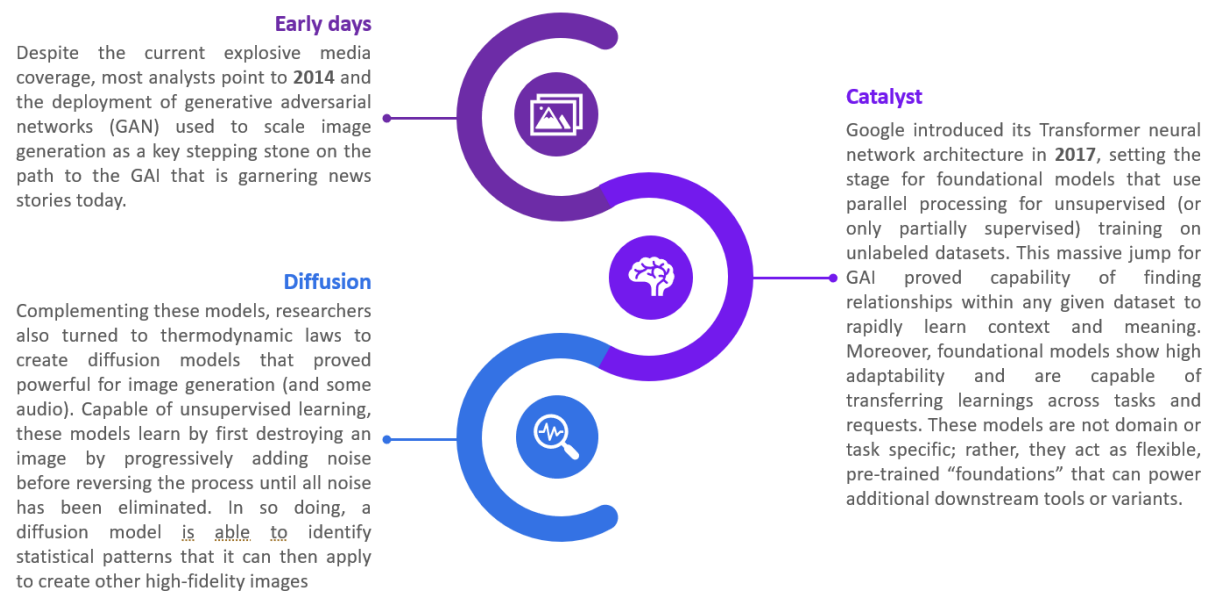 Early days
Despite the current explosive media
coverage, most analysts point to 2014 and
the deployment of generative adversarial
networks (GAN) used to scale image
generation as a key stepping stone on the
path to the GAI that is garnering news
stories today.
Catalyst
Google introduced its Transformer neural
network architecture in 2017, setting the
stage for foundational models that use
parallel processing for unsupervised (or
only partially supervised) training on
unlabeled datasets. This massive jump for
GAI proved capability of finding
relationships within any given dataset to
rapidly learn context and meaning.
Moreover, foundational models show high
adaptability and are capable of
transferring learnings across tasks and
requests. These models are not domain or
task specific; rather, they act as flexible,
pre-trained “foundations” that can power
additional downstream tools or variants.
Diffusion
Complementing these models, researchers
also turned to thermodynamic laws to
create diffusion models that proved
powerful for image generation (and some
audio). Capable of unsupervised learning,
these models learn by first destroying an
image by progressively adding noise
before reversing the process until all noise
has been eliminated. In so doing, a
diffusion model is able to identify
statistical patterns that it can then apply
to create other high-fidelity images